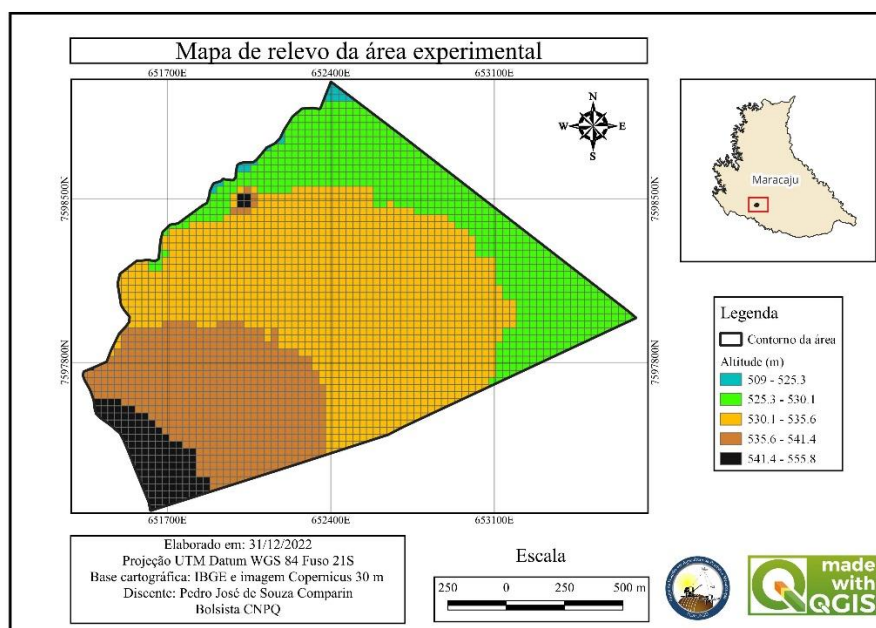 Mapa de relevo da área experimental
651700E
652400E
653100E
7598500N
7597800N
7598500N
7597800N
N
W
E
S
651700E
652400E
653100E
Maracaju
Legenda
Contorno da área
Altitude (m)
509 - 525.3
525.3 - 530.1
530.1 - 535.6
535.6 - 541.4
541.4 - 555.8
Elaborado em: 31/12/2022
Projeção UTM Datum WGS 84 Fuso 21S
Base cartográfica: IBGE e imagem Copernicus 30 m
Discente: Pedro José de Souza Comparin
Bolsista CNPQ
Escala
250
0
250
500 m
made
with
QGIS